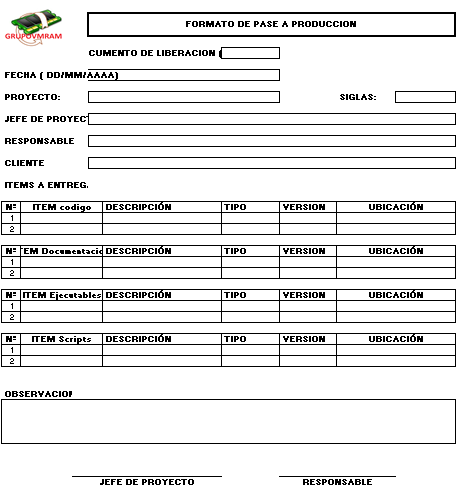 GRUPOVMRAM
FORMATO DE PASE A PRODUCCION
CUMENTO DE LIBERACION (
FECHA ( DD/MM/AAAA)
PROYECTO: SIGLAS:
JEFE DE PROYECT
RESPONSABLE
CLIENTE
ITEMS A ENTREG
Nº ITEM codigo DESCRIPCIÓN TIPO VERSION UBICACIÓN
1
2
Nº EM Documentacio DESCRIPCIÓN TIPO VERSION UBICACIÓN
1
2
Nº ITEM Ejecutables DESCRIPCIÓN TIPO VERSION UBICACIÓN
1
2
Nº ITEM Scripts DESCRIPCIÓN TIPO VERSION UBICACIÓN
1
2
OBSERVACION
JEFE DE PROYECTO RESPONSABLE